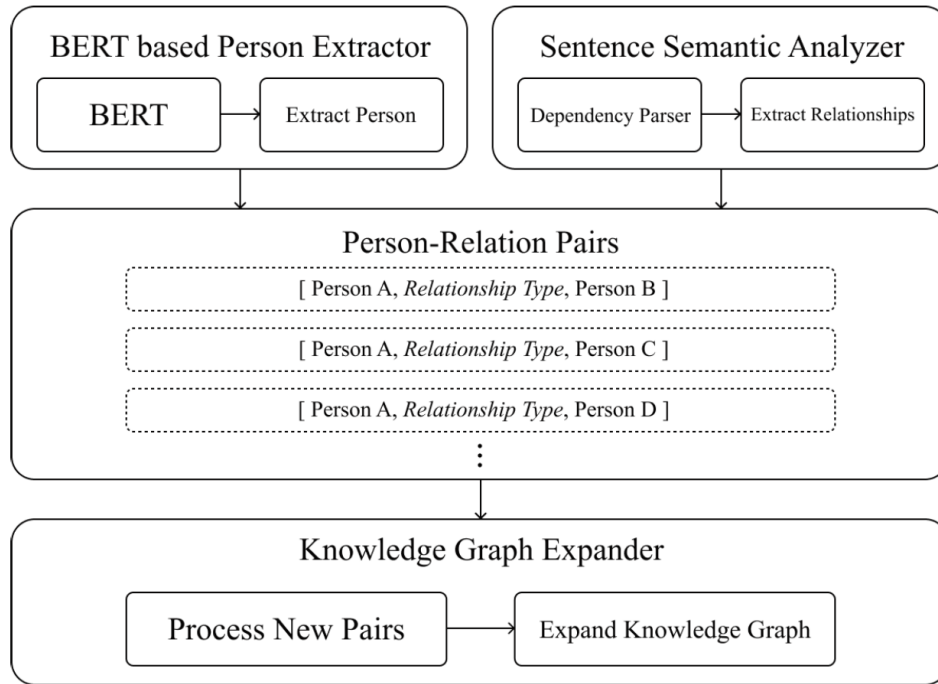 BERT based Person Extractor
BERT
Extract Person
Sentence Semantic Analyzer
Dependency Parser
Extract Relationships
Person-Relation Pairs
[ Person A, Relationship Type, Person B ]
[ Person A, Relationship Type, Person C ]
[ Person A, Relationship Type, Person D ]
⋮
Knowledge Graph Expander
Process New Pairs
Expand Knowledge Graph